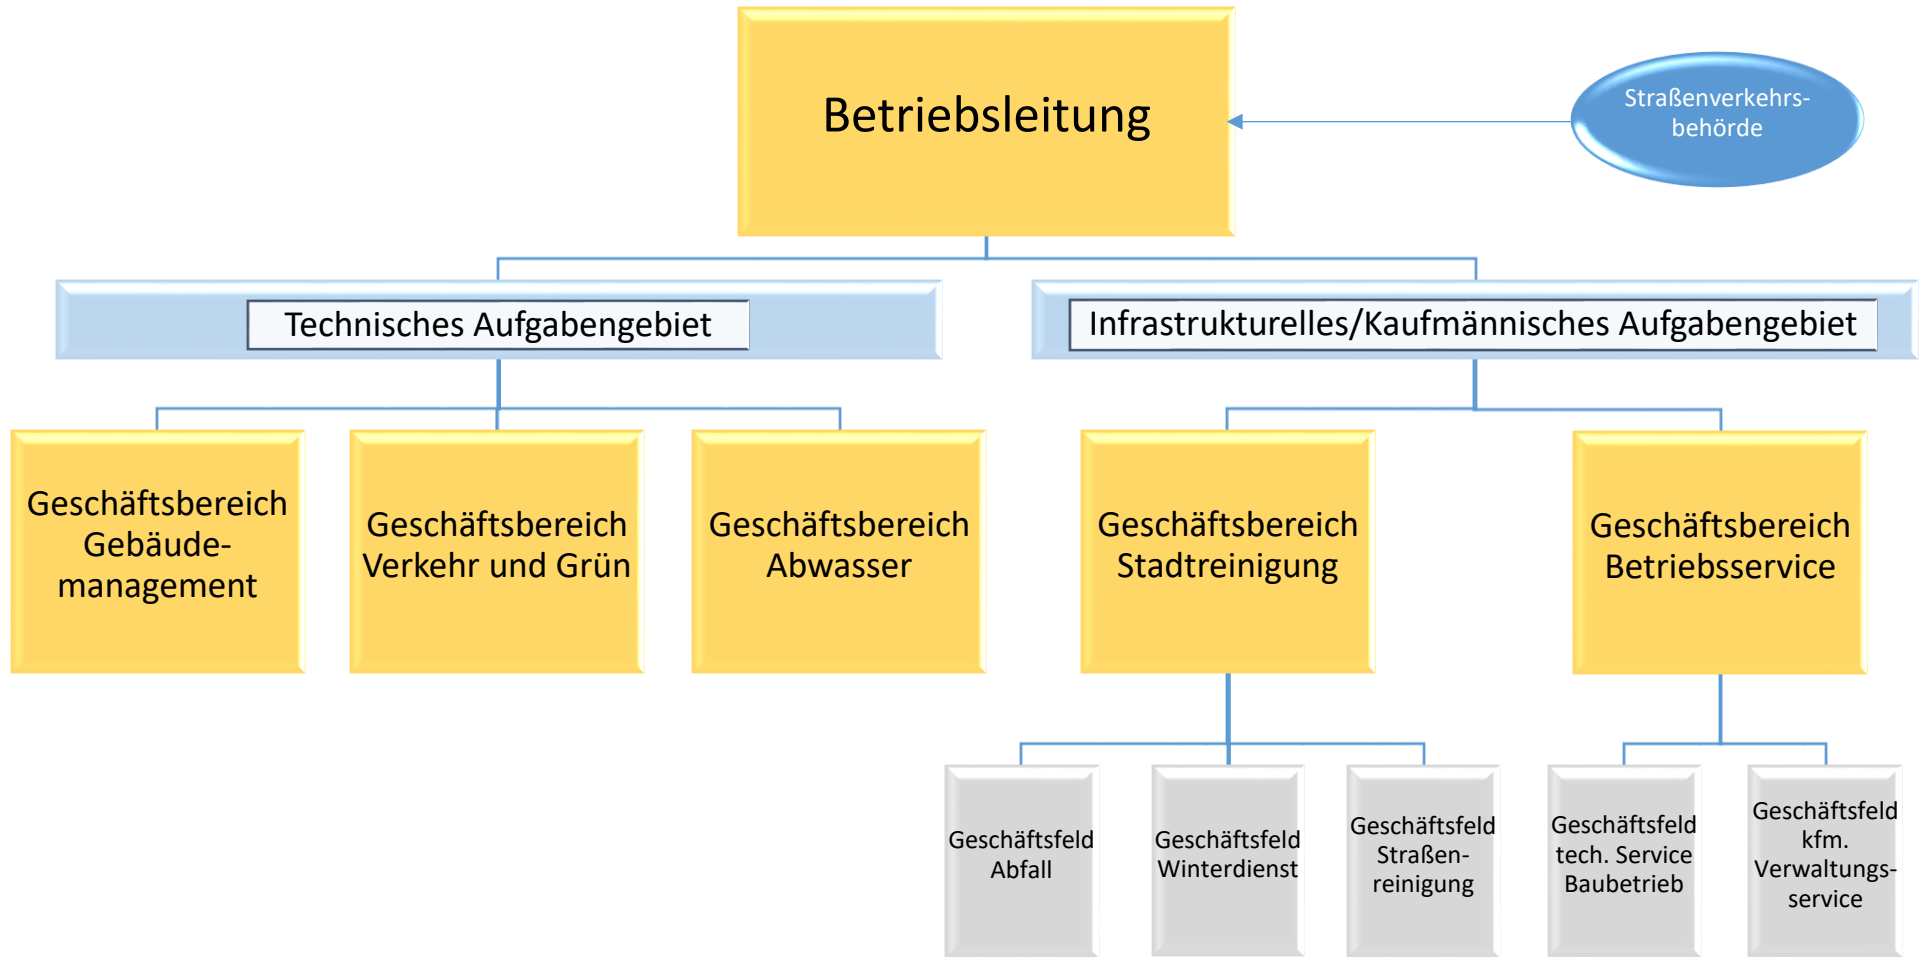 Betriebsleitung
Straßenverkehrs-
behörde
Technisches Aufgabengebiet
Infrastrukturelles/Kaufmännisches Aufgabengebiet
Geschäftsbereich
Gebäude-
management
Geschäftsbereich
Verkehr und Grün
Geschäftsbereich
Abwasser
Geschäftsbereich
Stadtreinigung
Geschäftsbereich
Betriebsservice
Geschäftsfeld
Abfall
Geschäftsfeld
Winterdienst
Geschäftsfeld
Straßen-
reinigung
Geschäftsfeld
tech. Service
Baubetrieb
Geschäftsfeld
kfm.
Verwaltungs-
service